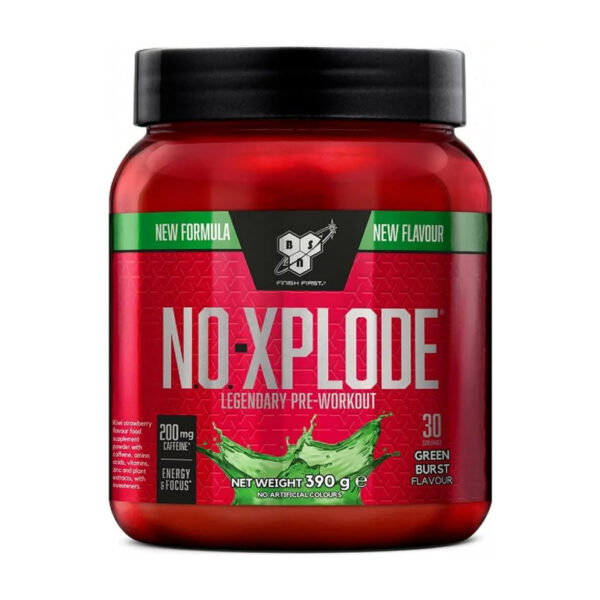 NEW FORMULA
BSN
FINISH FIRST.
NEW FLAVOUR
N.O.-XPLODE®
LEGENDARY PRE-WORKOUT
Kiwi strawberry
flavour food
supplement
powder with
caffeine, amino
acids, vitamins,
zinc and plant
extracts, with
sweeteners.
200mg
CAFFEINE*
ENERGY
& FOCUS*
30
SERVINGS
GREEN
BURST
FLAVOUR
NET WEIGHT 390 g ℮
NO ARTIFICIAL COLOURS